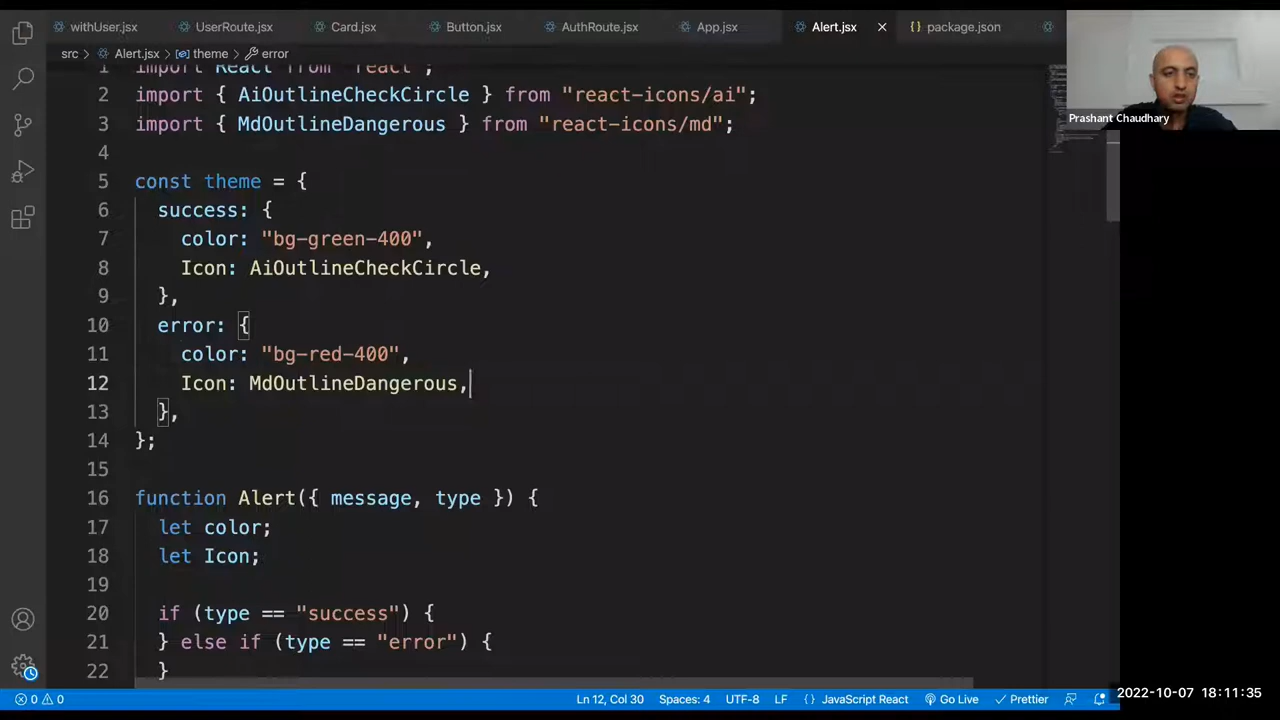 withUser.jsx
UserRoute.jsx
Card.jsx
Button.jsx
AuthRoute.jsx
App.jsx
Alert.jsx
package.json
src > Alert.jsx > theme > error
Prashant Chaudhary
1 import React from "react";
2 import { AiOutlineCheckCircle } from "react-icons/ai";
3 import { MdOutlineDangerous } from "react-icons/md";
4
5 const theme = {
6 success: {
7 color: "bg-green-400",
8 Icon: AiOutlineCheckCircle,
9 },
10 error: {
11 color: "bg-red-400",
12 Icon: MdOutlineDangerous,
13 },
14 };
15
16 function Alert({ message, type }) {
17 let color;
18 let Icon;
19
20 if (type == "success") {
21 } else if (type == "error") {
22 }
0 0 Ln 12, Col 30 Spaces: 4 UTF-8 LF { } JavaScript React Go Live Prettier
2022-10-07 18:11:35